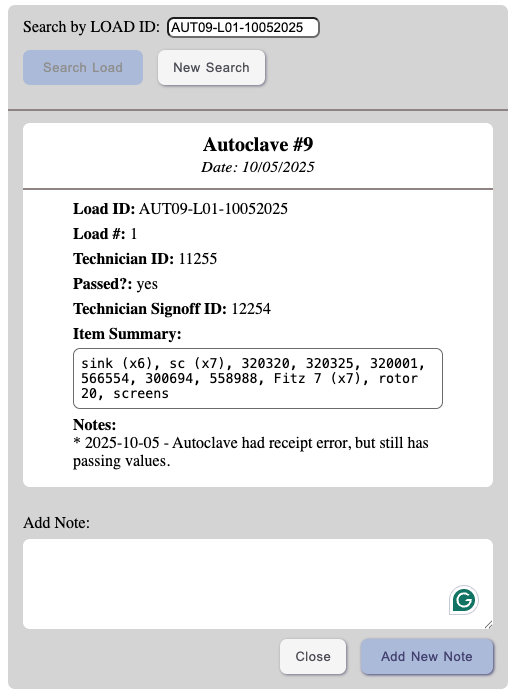 Search by LOAD ID: AUT09-L01-10052025
Search Load New Search
Autoclave #9
Date: 10/05/2025
Load ID: AUT09-L01-10052025
Load #: 1
Technician ID: 11255
Passed?: yes
Technician Signoff ID: 12254
Item Summary:
sink (x6), sc (x7), 320320, 320325, 320001,
566554, 300694, 558988, Fitz 7 (x7), rotor
20, screens
Notes:
* 2025-10-05 - Autoclave had receipt error, but still has
passing values.
Add Note:
Close Add New Note